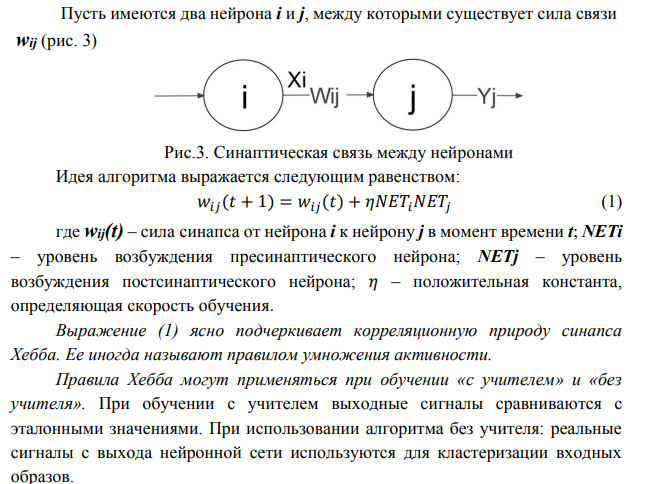 Пусть имеются два нейрона i и j, между которыми существует сила связи
wij (рис. 3)
i Xi Wij j Yj
Рис.3. Синаптическая связь между нейронами
Идея алгоритма выражается следующим равенством:
w_{ij}(t + 1) = w_{ij}(t) + ηNET_iNET_j (1)
где wij(t) – сила синапса от нейрона i к нейрону j в момент времени t; NETi
– уровень возбуждения пресинаптического нейрона; NETj – уровень
возбуждения постсинаптического нейрона; η – положительная константа,
определяющая скорость обучения.
Выражение (1) ясно подчеркивает корреляционную природу синапса
Хебба. Ее иногда называют правилом умножения активности.
Правила Хебба могут применяться при обучении «с учителем» и «без
учителя». При обучении с учителем выходные сигналы сравниваются с
эталонными значениями. При использовании алгоритма без учителя: реальные
сигналы с выхода нейронной сети используются для кластеризации входных
образов.